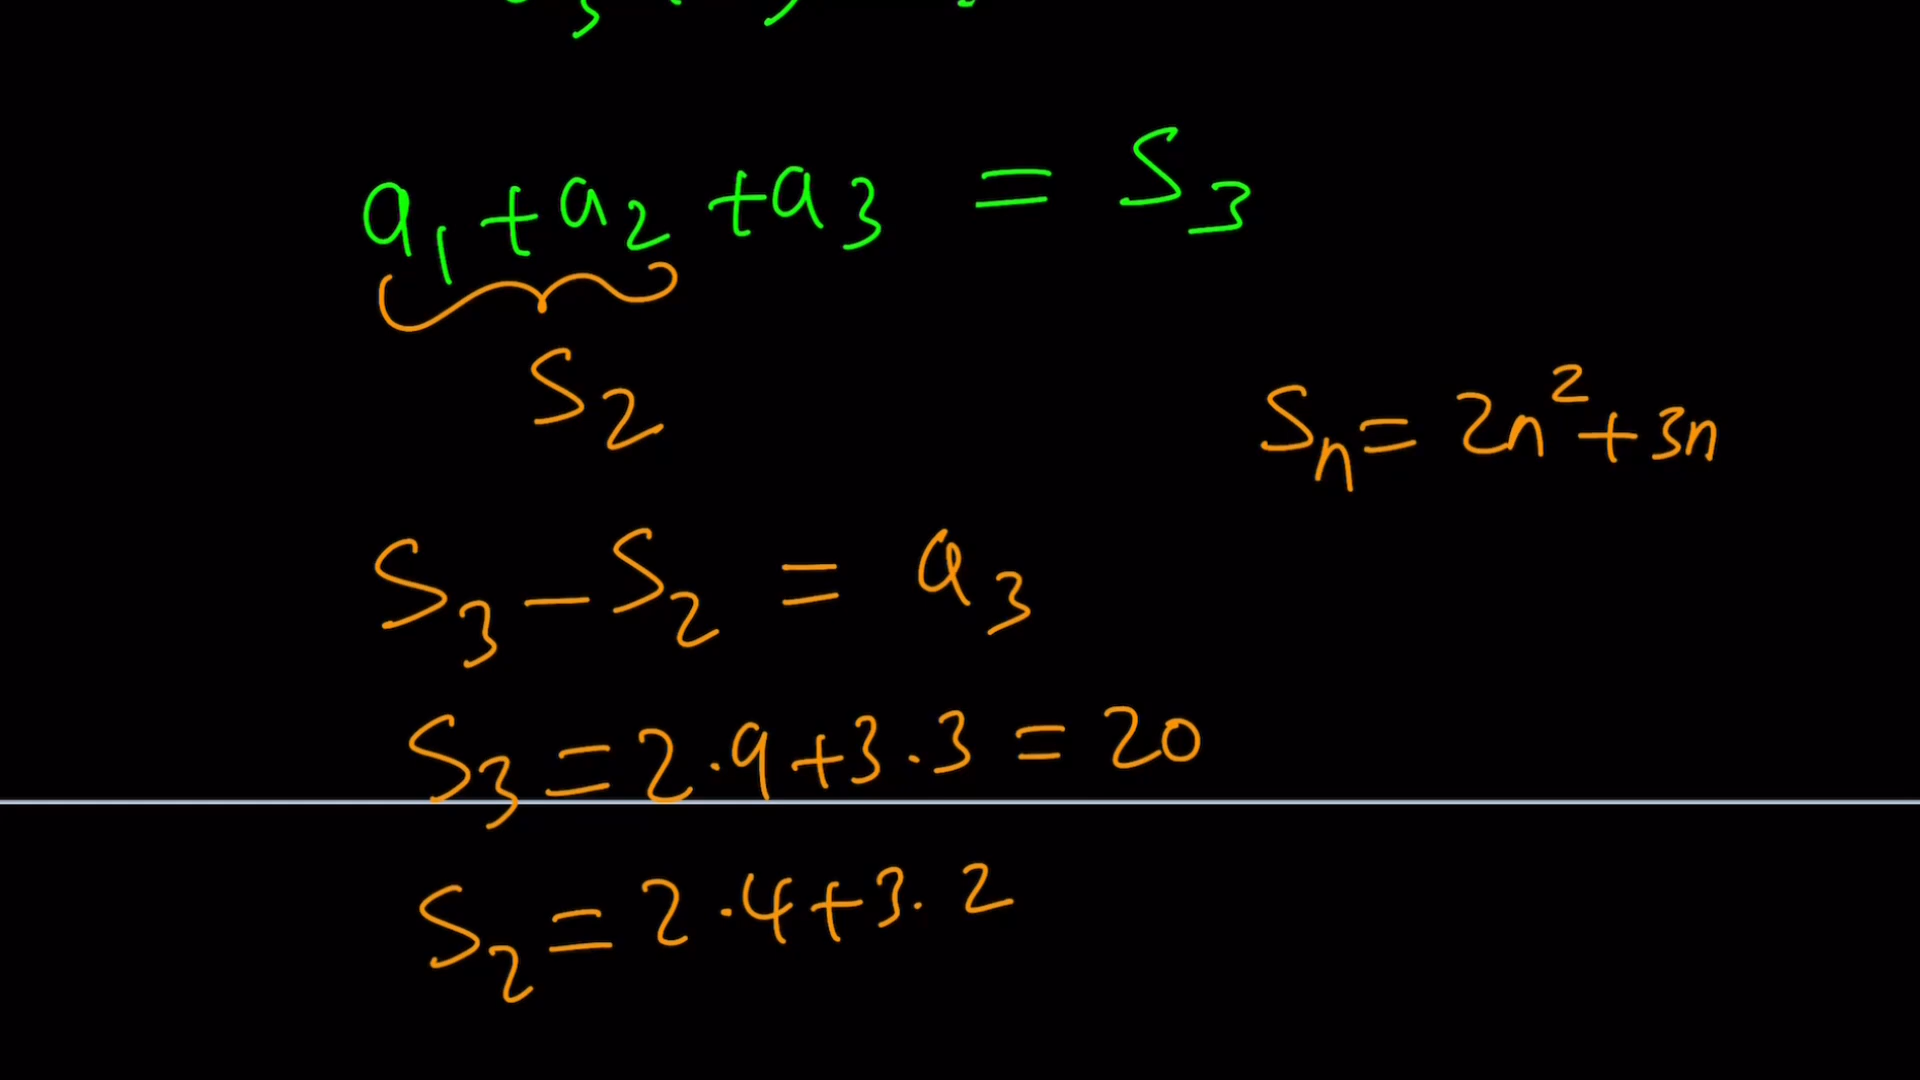 a₁ + a₂ + a₃ = S₃
S₂
Sₙ = 2n² + 3n
S₃ − S₂ = a₃
S₃ = 2·9 + 3·3 = 20
S₂ = 2·4 + 3·2